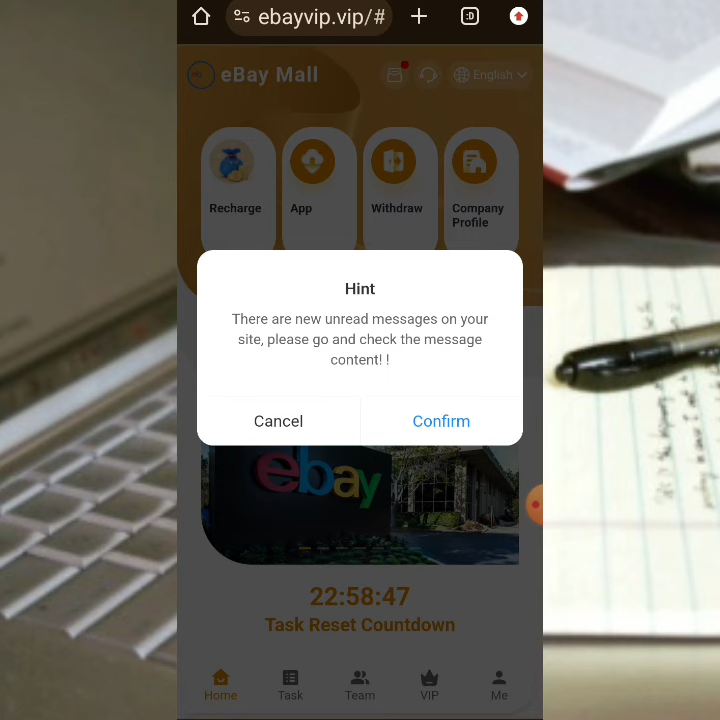 ebayvip.vip/#
:D
eBay Mall
English
Recharge
App
Withdraw
Company
Profile
Hint
There are new unread messages on your
site, please go and check the message
content! !
Cancel
Confirm
ebay
22:58:47
Task Reset Countdown
Home
Task
Team
VIP
Me